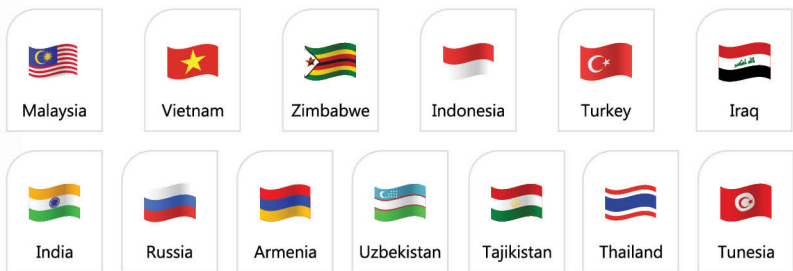 Malaysia Vietnam Zimbabwe Indonesia Turkey Iraq
India Russia Armenia Uzbekistan Tajikistan Thailand Tunesia